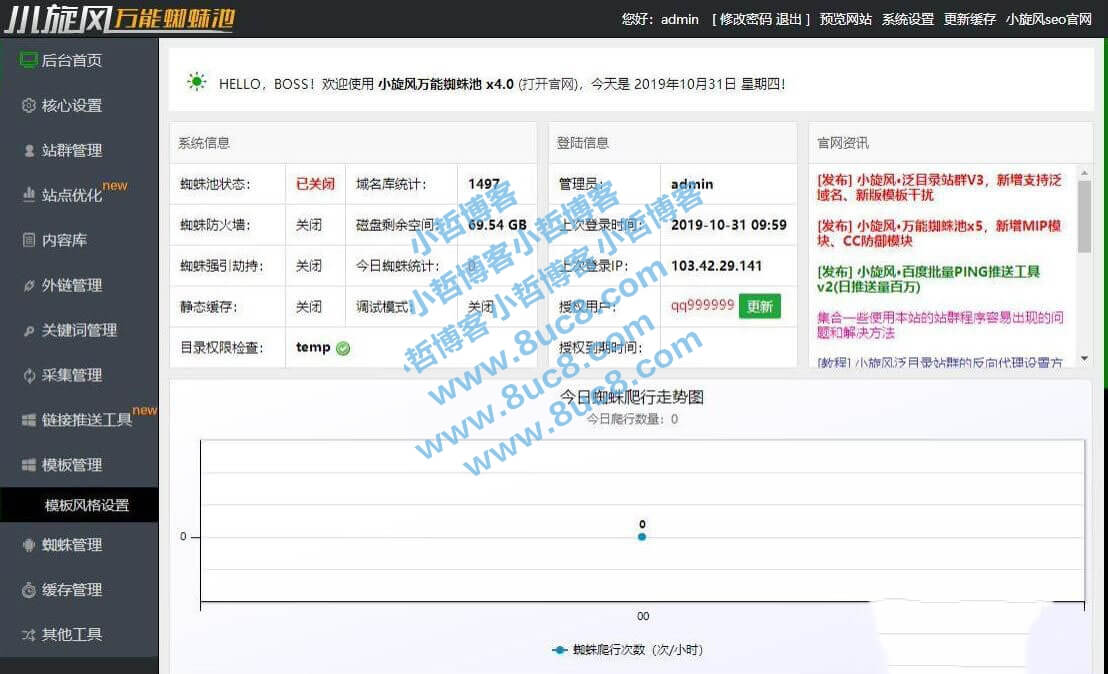 小旋风万能蜘蛛池
您好：admin [ 修改密码 退出 ] 预览网站 系统设置 更新缓存 小旋风seo官网
后台首页
核心设置
站群管理
站点优化 new
内容库
外链管理
关键词管理
采集管理
链接推送工具 new
模板管理
模板风格设置
蜘蛛管理
缓存管理
其他工具
HELLO，BOSS！欢迎使用 小旋风万能蜘蛛池 x4.0 (打开官网)，今天是 2019年10月31日 星期四！
系统信息
蜘蛛池状态： 已关闭 域名库统计： 1497
蜘蛛防火墙： 关闭 磁盘剩余空间： 69.54 GB
蜘蛛强引劫持： 关闭 今日蜘蛛统计： 0
静态缓存： 关闭 调试模式： 关闭
目录权限检查： temp
登陆信息
管理员： admin
上次登录时间： 2019-10-31 09:59
上次登录IP： 103.42.29.141
授权用户： qq999999 更新
授权到期时间：
官网资讯
[发布] 小旋风•泛目录站群V3，新增支持泛
域名、新版模板干扰
[发布] 小旋风•万能蜘蛛池x5，新增MIP模
块、CC防御模块
[发布] 小旋风•百度批量PING推送工具
v2(日推送量百万)
集合一些使用本站的站群程序容易出现的问
题和解决方法
[教程] 小旋风泛目录站群的反向代理设置方
小哲博客
小哲博客小哲博客
哲博客小哲博客小哲博客
www.8uc8.com
www.8uc8.com
www.8uc8.com
今日蜘蛛爬行走势图
今日爬行数量：0
0
0
00
蜘蛛爬行次数（次/小时）